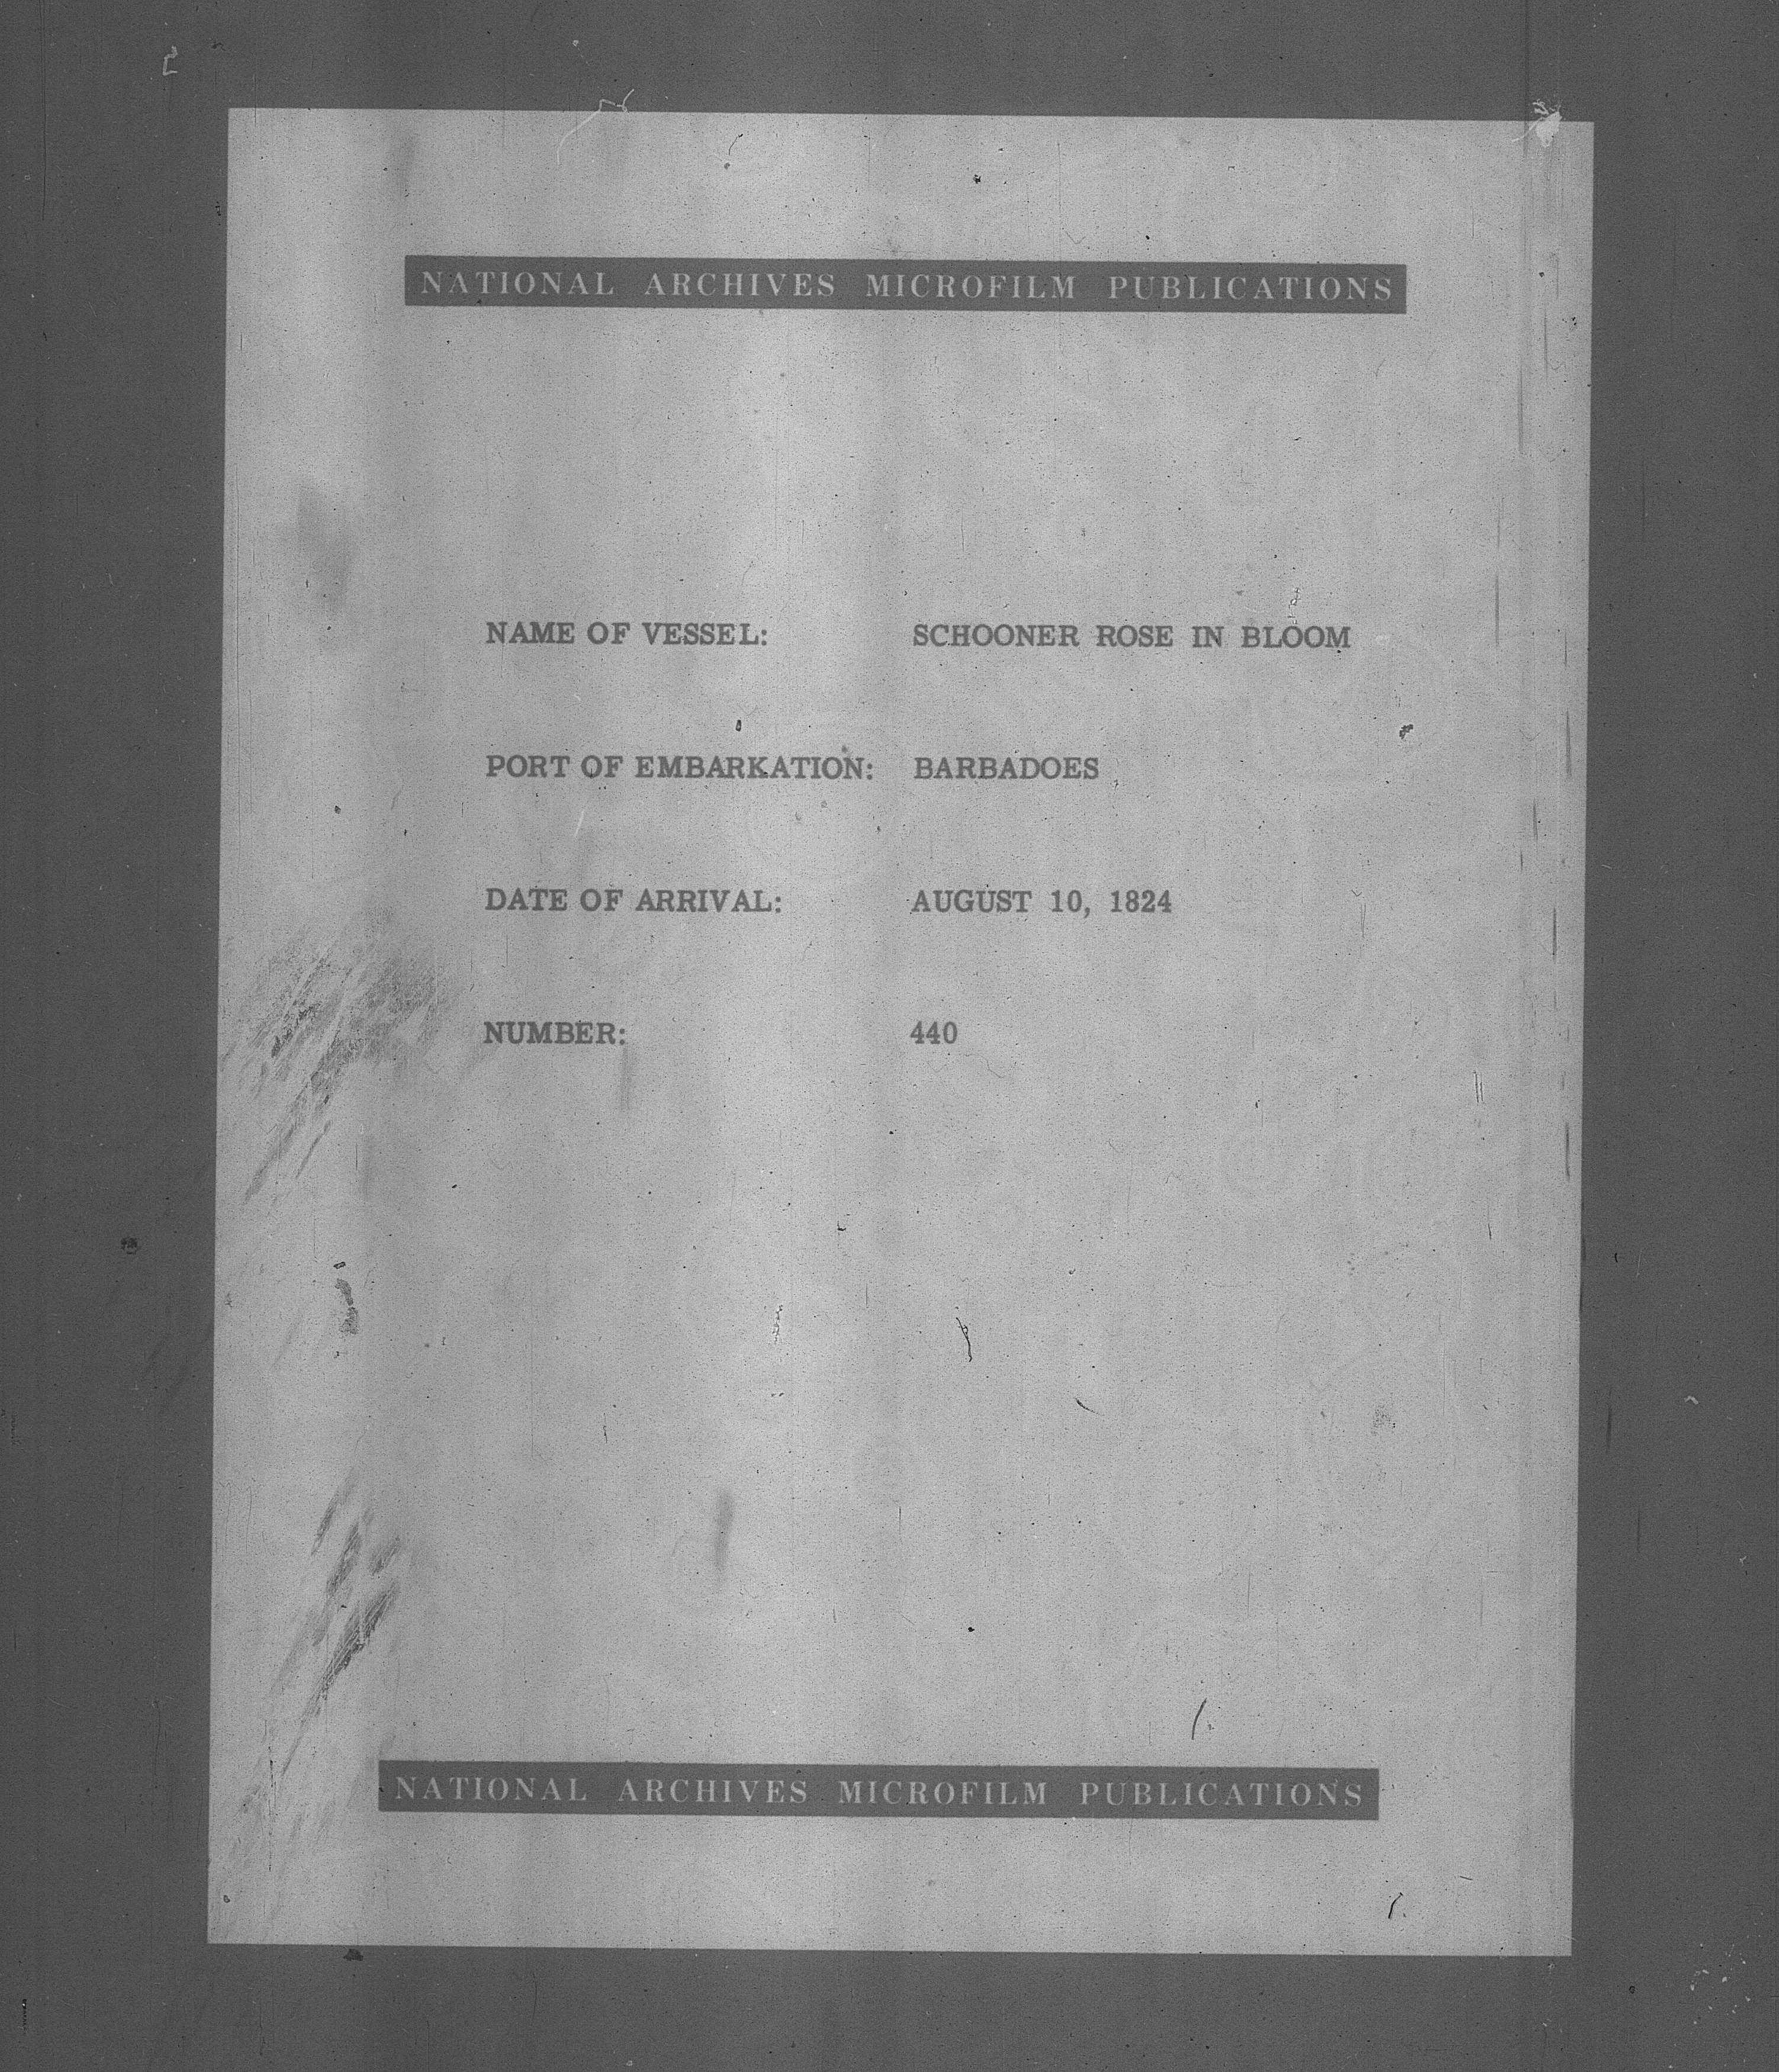 NATIONAL ARCHIVES MICROFILM PUBLICATIONS
NAME OF VESSEL: SCHOONER ROSE IN BLOOM
PORT OF EMBARKATION: BARBADOES
DATE OF ARRIVAL: AUGUST 10, 1824
NUMBER: 440
NATIONAL ARCHIVES MICROFILM PUBLICATIONS